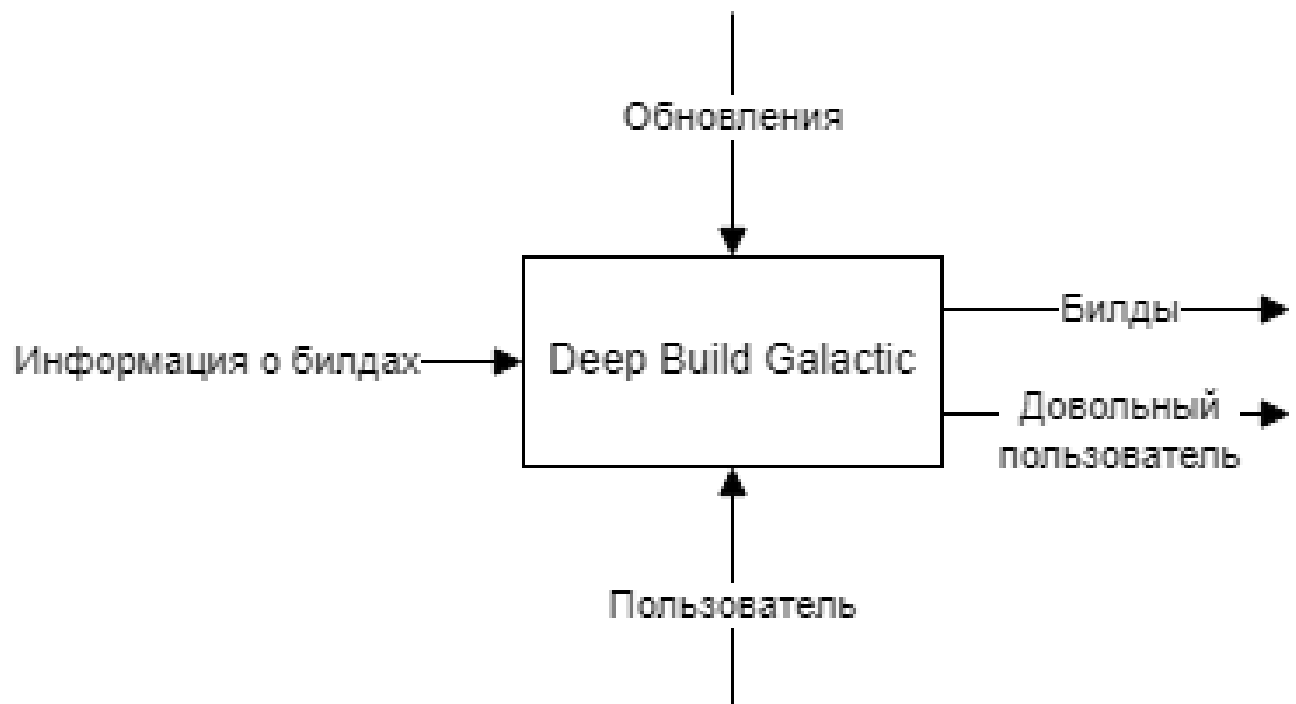 Обновления
Билды
Информация о билдах
Deep Build Galactic
Довольный
пользователь
Пользователь